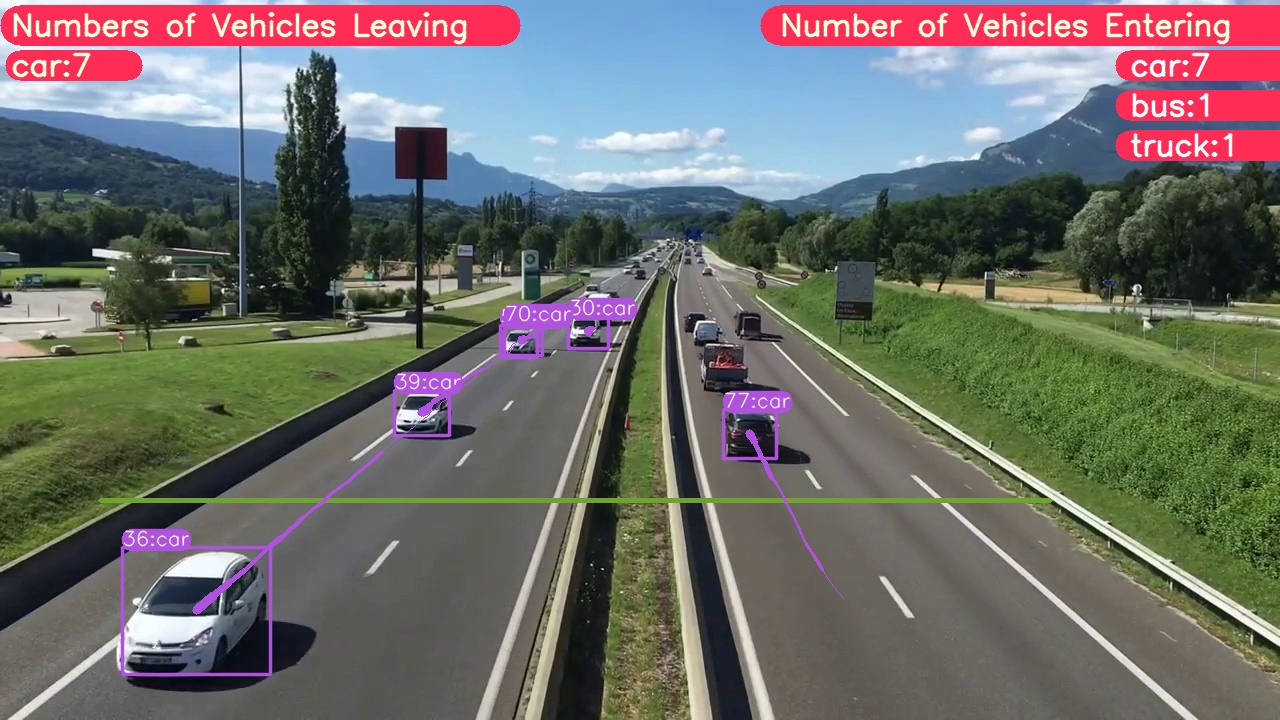 Numbers of Vehicles Leaving
Number of Vehicles Entering
car:7
car:7
bus:1
truck:1
70:car
30:car
39:car
77:car
36:car